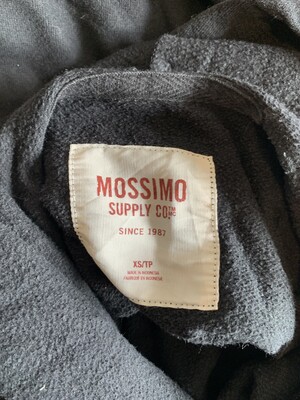 MOSSIMO
SUPPLY CO.
SINCE 1987
XS/TP
MADE IN INDONESIA
FABRIQUÉ EN INDONÉSIE